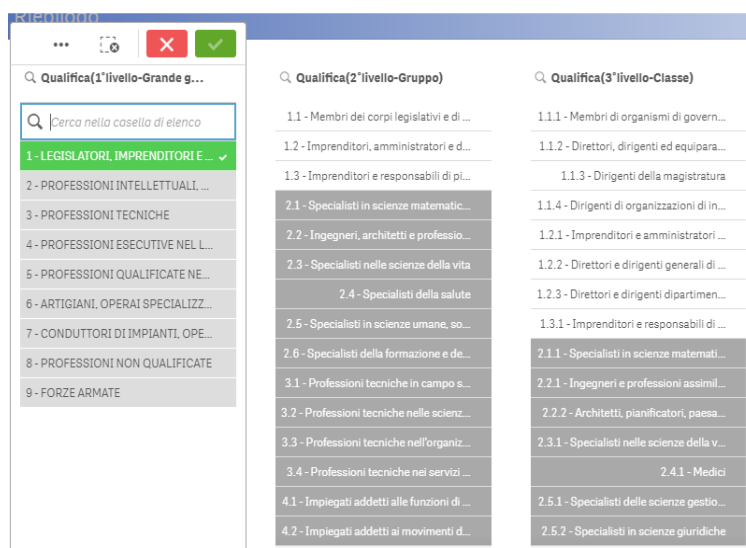 Riepilogo
Qualifica(1°livello-Grande g...
Cerca nella casella di elenco
1 - LEGISLATORI, IMPRENDITORI E ...
2 - PROFESSIONI INTELLETTUALI, ...
3 - PROFESSIONI TECNICHE
4 - PROFESSIONI ESECUTIVE NEL L...
5 - PROFESSIONI QUALIFICATE NE...
6 - ARTIGIANI, OPERAI SPECIALIZZ...
7 - CONDUTTORI DI IMPIANTI, OPE...
8 - PROFESSIONI NON QUALIFICATE
9 - FORZE ARMATE
Qualifica(2°livello-Gruppo)
1.1 - Membri dei corpi legislativi e di ...
1.2 - Imprenditori, amministratori e d...
1.3 - Imprenditori e responsabili di pi...
2.1 - Specialisti in scienze matematic...
2.2 - Ingegneri, architetti e professio...
2.3 - Specialisti nelle scienze della vita
2.4 - Specialisti della salute
2.5 - Specialisti in scienze umane, so...
2.6 - Specialisti della formazione e de...
3.1 - Professioni tecniche in campo s...
3.2 - Professioni tecniche nelle scienz...
3.3 - Professioni tecniche nell'organiz...
3.4 - Professioni tecniche nei servizi ...
4.1 - Impiegati addetti alle funzioni di ...
4.2 - Impiegati addetti ai movimenti d...
Qualifica(3°livello-Classe)
1.1.1 - Membri di organismi di govern...
1.1.2 - Direttori, dirigenti ed equipara...
1.1.3 - Dirigenti della magistratura
1.1.4 - Dirigenti di organizzazioni di in...
1.2.1 - Imprenditori e amministratori ...
1.2.2 - Direttori e dirigenti generali di ...
1.2.3 - Direttori e dirigenti dipartimen...
1.3.1 - Imprenditori e responsabili di ...
2.1.1 - Specialisti in scienze matemati...
2.2.1 - Ingegneri e professioni assimil...
2.2.2 - Architetti, pianificatori, paesa...
2.3.1 - Specialisti nelle scienze della v...
2.4.1 - Medici
2.5.1 - Specialisti delle scienze gestio...
2.5.2 - Specialisti in scienze giuridiche